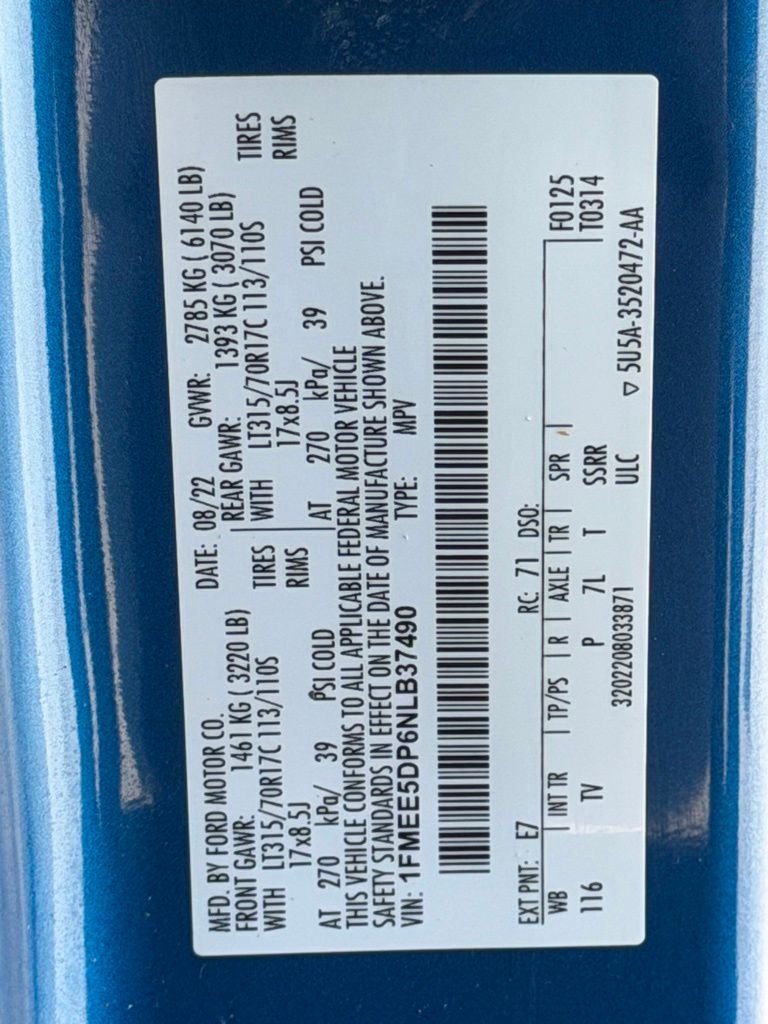 MFD. BY FORD MOTOR CO.
DATE: 08/22 GVWR: 2785 KG ( 6140 LB)
FRONT GAWR: 1461 KG ( 3220 LB) REAR GAWR: 1393 KG ( 3070 LB)
WITH LT315/70R17C 113/110S TIRES WITH LT315/70R17C 113/110S TIRES
17x8.5J RIMS 17x8.5J RIMS
AT 270 kPa/ 39 PSI COLD AT 270 kPa/ 39 PSI COLD
THIS VEHICLE CONFORMS TO ALL APPLICABLE FEDERAL MOTOR VEHICLE
SAFETY STANDARDS IN EFFECT ON THE DATE OF MANUFACTURE SHOWN ABOVE.
VIN: 1FMEE5DP6NLB37490 TYPE: MPV
EXT PNT: E7 RC: 71 DSO:
WB INT TR TP/PS R AXLE TR SPR F0125
116 TV P 7L T SSRR T0314
3202208033871 ULC
▽ 5U5A-3520472-AA